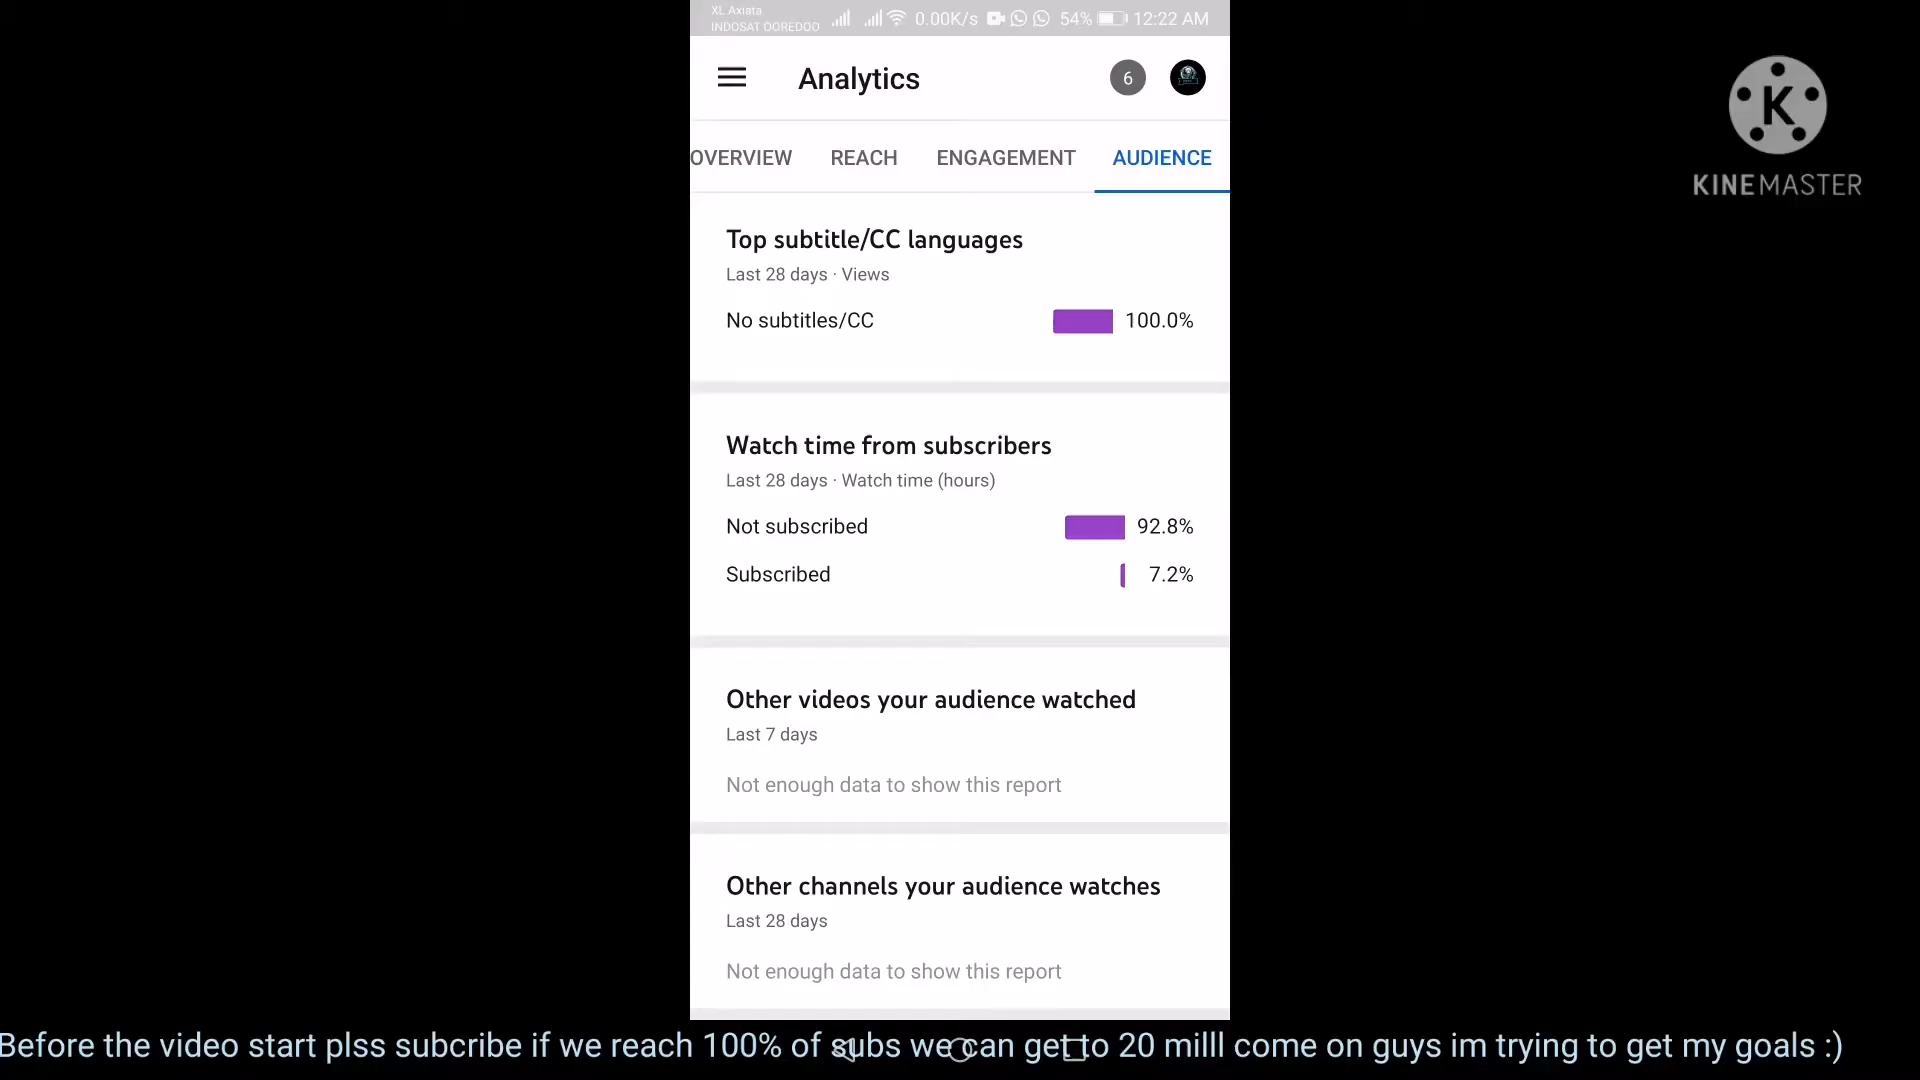 XL Axiata
INDOSAT OOREDOO
0.00K/s 54% 12:22 AM
Analytics 6
OVERVIEW REACH ENGAGEMENT AUDIENCE
KINEMASTER
Top subtitle/CC languages
Last 28 days · Views
No subtitles/CC 100.0%
Watch time from subscribers
Last 28 days · Watch time (hours)
Not subscribed 92.8%
Subscribed 7.2%
Other videos your audience watched
Last 7 days
Not enough data to show this report
Other channels your audience watches
Last 28 days
Not enough data to show this report
Before the video start plss subcribe if we reach 100% of subs we can get to 20 milll come on guys im trying to get my goals :)